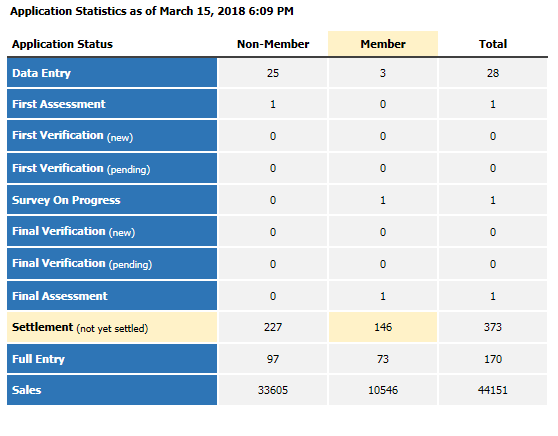 Application Statistics as of March 15, 2018 6:09 PM
Application Status Non-Member Member Total
Data Entry 25 3 28
First Assessment 1 0 1
First Verification (new) 0 0 0
First Verification (pending) 0 0 0
Survey On Progress 0 1 1
Final Verification (new) 0 0 0
Final Verification (pending) 0 0 0
Final Assessment 0 1 1
Settlement (not yet settled) 227 146 373
Full Entry 97 73 170
Sales 33605 10546 44151